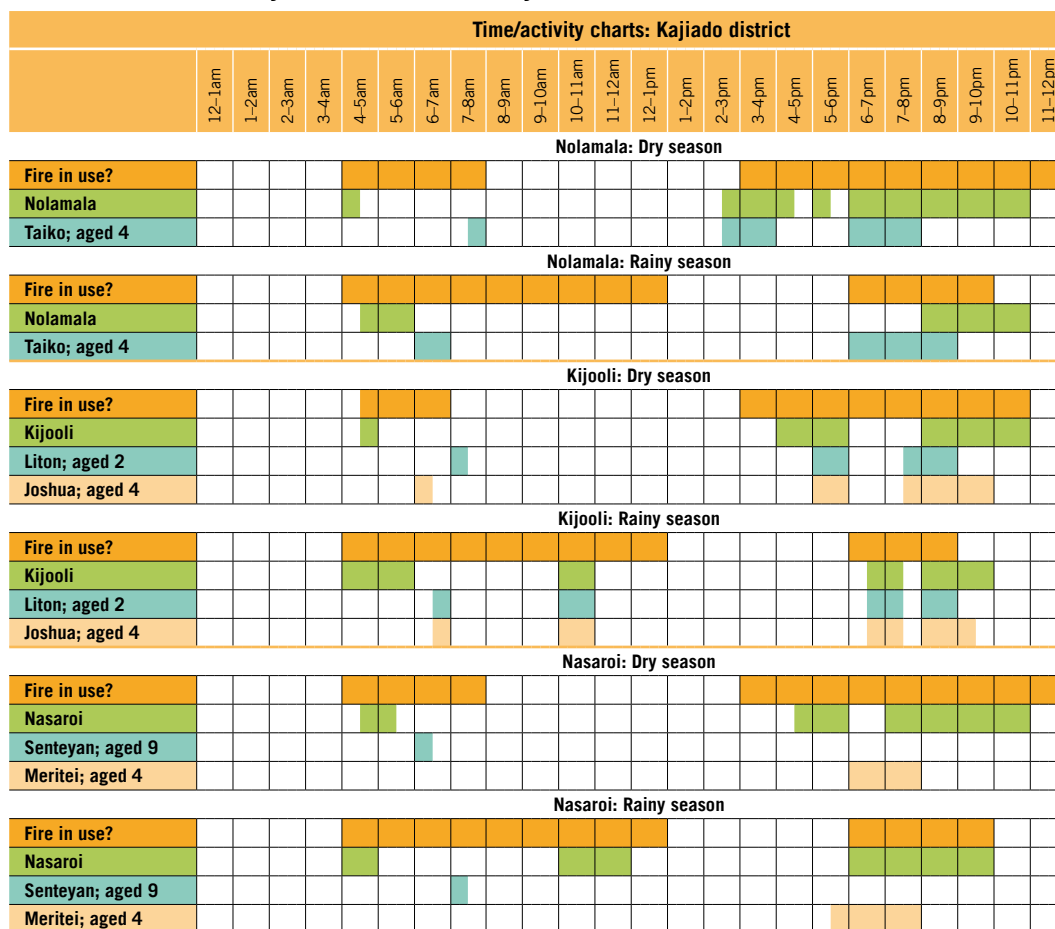 Time/activity charts: Kajiado district
12–1am 1–2am 2–3am 3–4am 4–5am 5–6am 6–7am 7–8am 8–9am 9–10am 10–11am 11–12am 12–1pm 1–2pm 2–3pm 3–4pm 4–5pm 5–6pm 6–7pm 7–8pm 8–9pm 9–10pm 10–11pm 11–12pm
Nolamala: Dry season
Fire in use?
Nolamala
Taiko; aged 4
Nolamala: Rainy season
Fire in use?
Nolamala
Taiko; aged 4
Kijooli: Dry season
Fire in use?
Kijooli
Liton; aged 2
Joshua; aged 4
Kijooli: Rainy season
Fire in use?
Kijooli
Liton; aged 2
Joshua; aged 4
Nasaroi: Dry season
Fire in use?
Nasaroi
Senteyan; aged 9
Meritei; aged 4
Nasaroi: Rainy season
Fire in use?
Nasaroi
Senteyan; aged 9
Meritei; aged 4